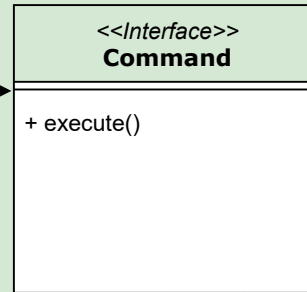 <<Interface>>
Command
+ execute()